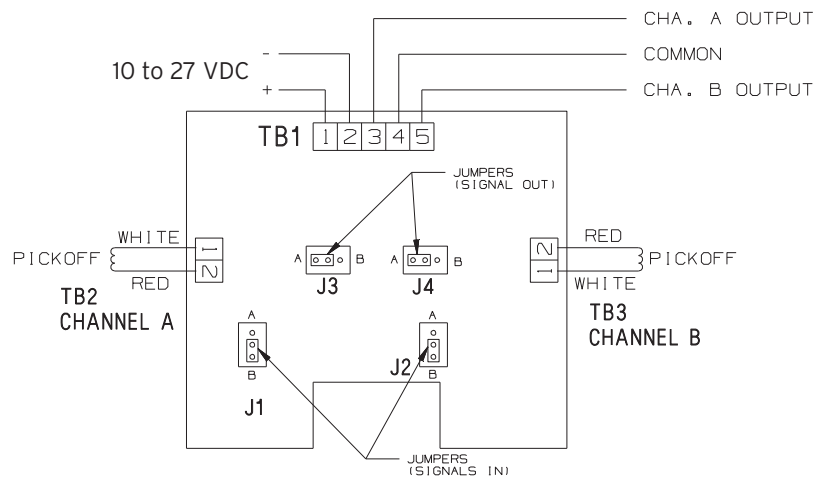 CHA. A OUTPUT
-
COMMON
10 to 27 VDC
+
CHA. B OUTPUT
TB1
1 2 3 4 5
JUMPERS
(SIGNAL OUT)
WHITE
1
2
RED
PICKOFF
A
B
A
B
2
1
RED
WHITE
PICKOFF
J3
J4
TB2
CHANNEL A
TB3
CHANNEL B
A
B
J1
A
J2
B
JUMPERS
(SIGNALS IN)